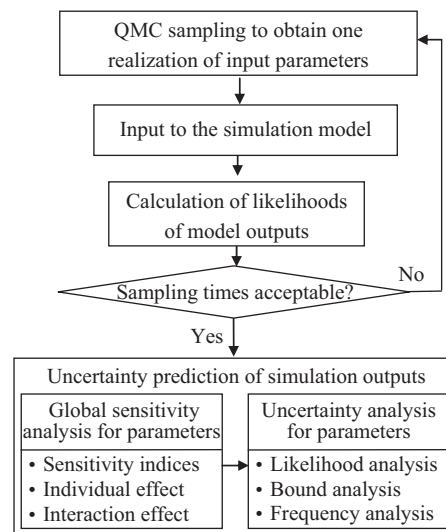 QMC sampling to obtain one
realization of input parameters
Input to the simulation model
Calculation of likelihoods
of model outputs
No
Sampling times acceptable?
Yes
Uncertainty prediction of simulation outputs
Global sensitivity
analysis for parameters
• Sensitivity indices
• Individual effect
• Interaction effect
Uncertainty analysis
for parameters
• Likelihood analysis
• Bound analysis
• Frequency analysis